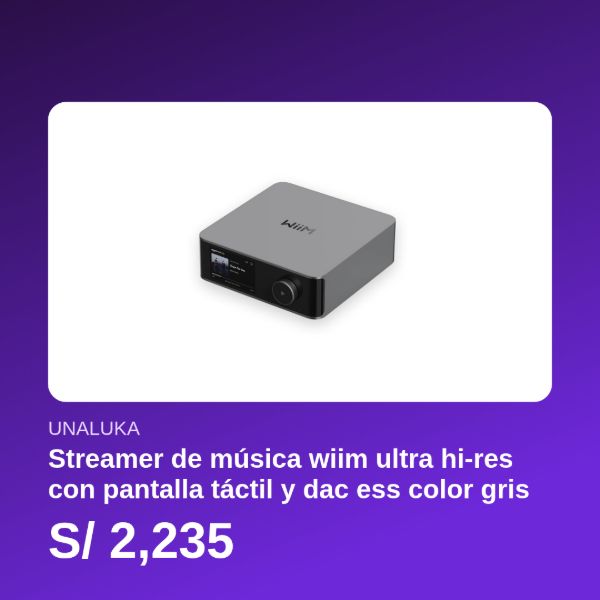 WiiM
UNALUKA
Streamer de música wiim ultra hi-res
con pantalla táctil y dac ess color gris
S/ 2,235